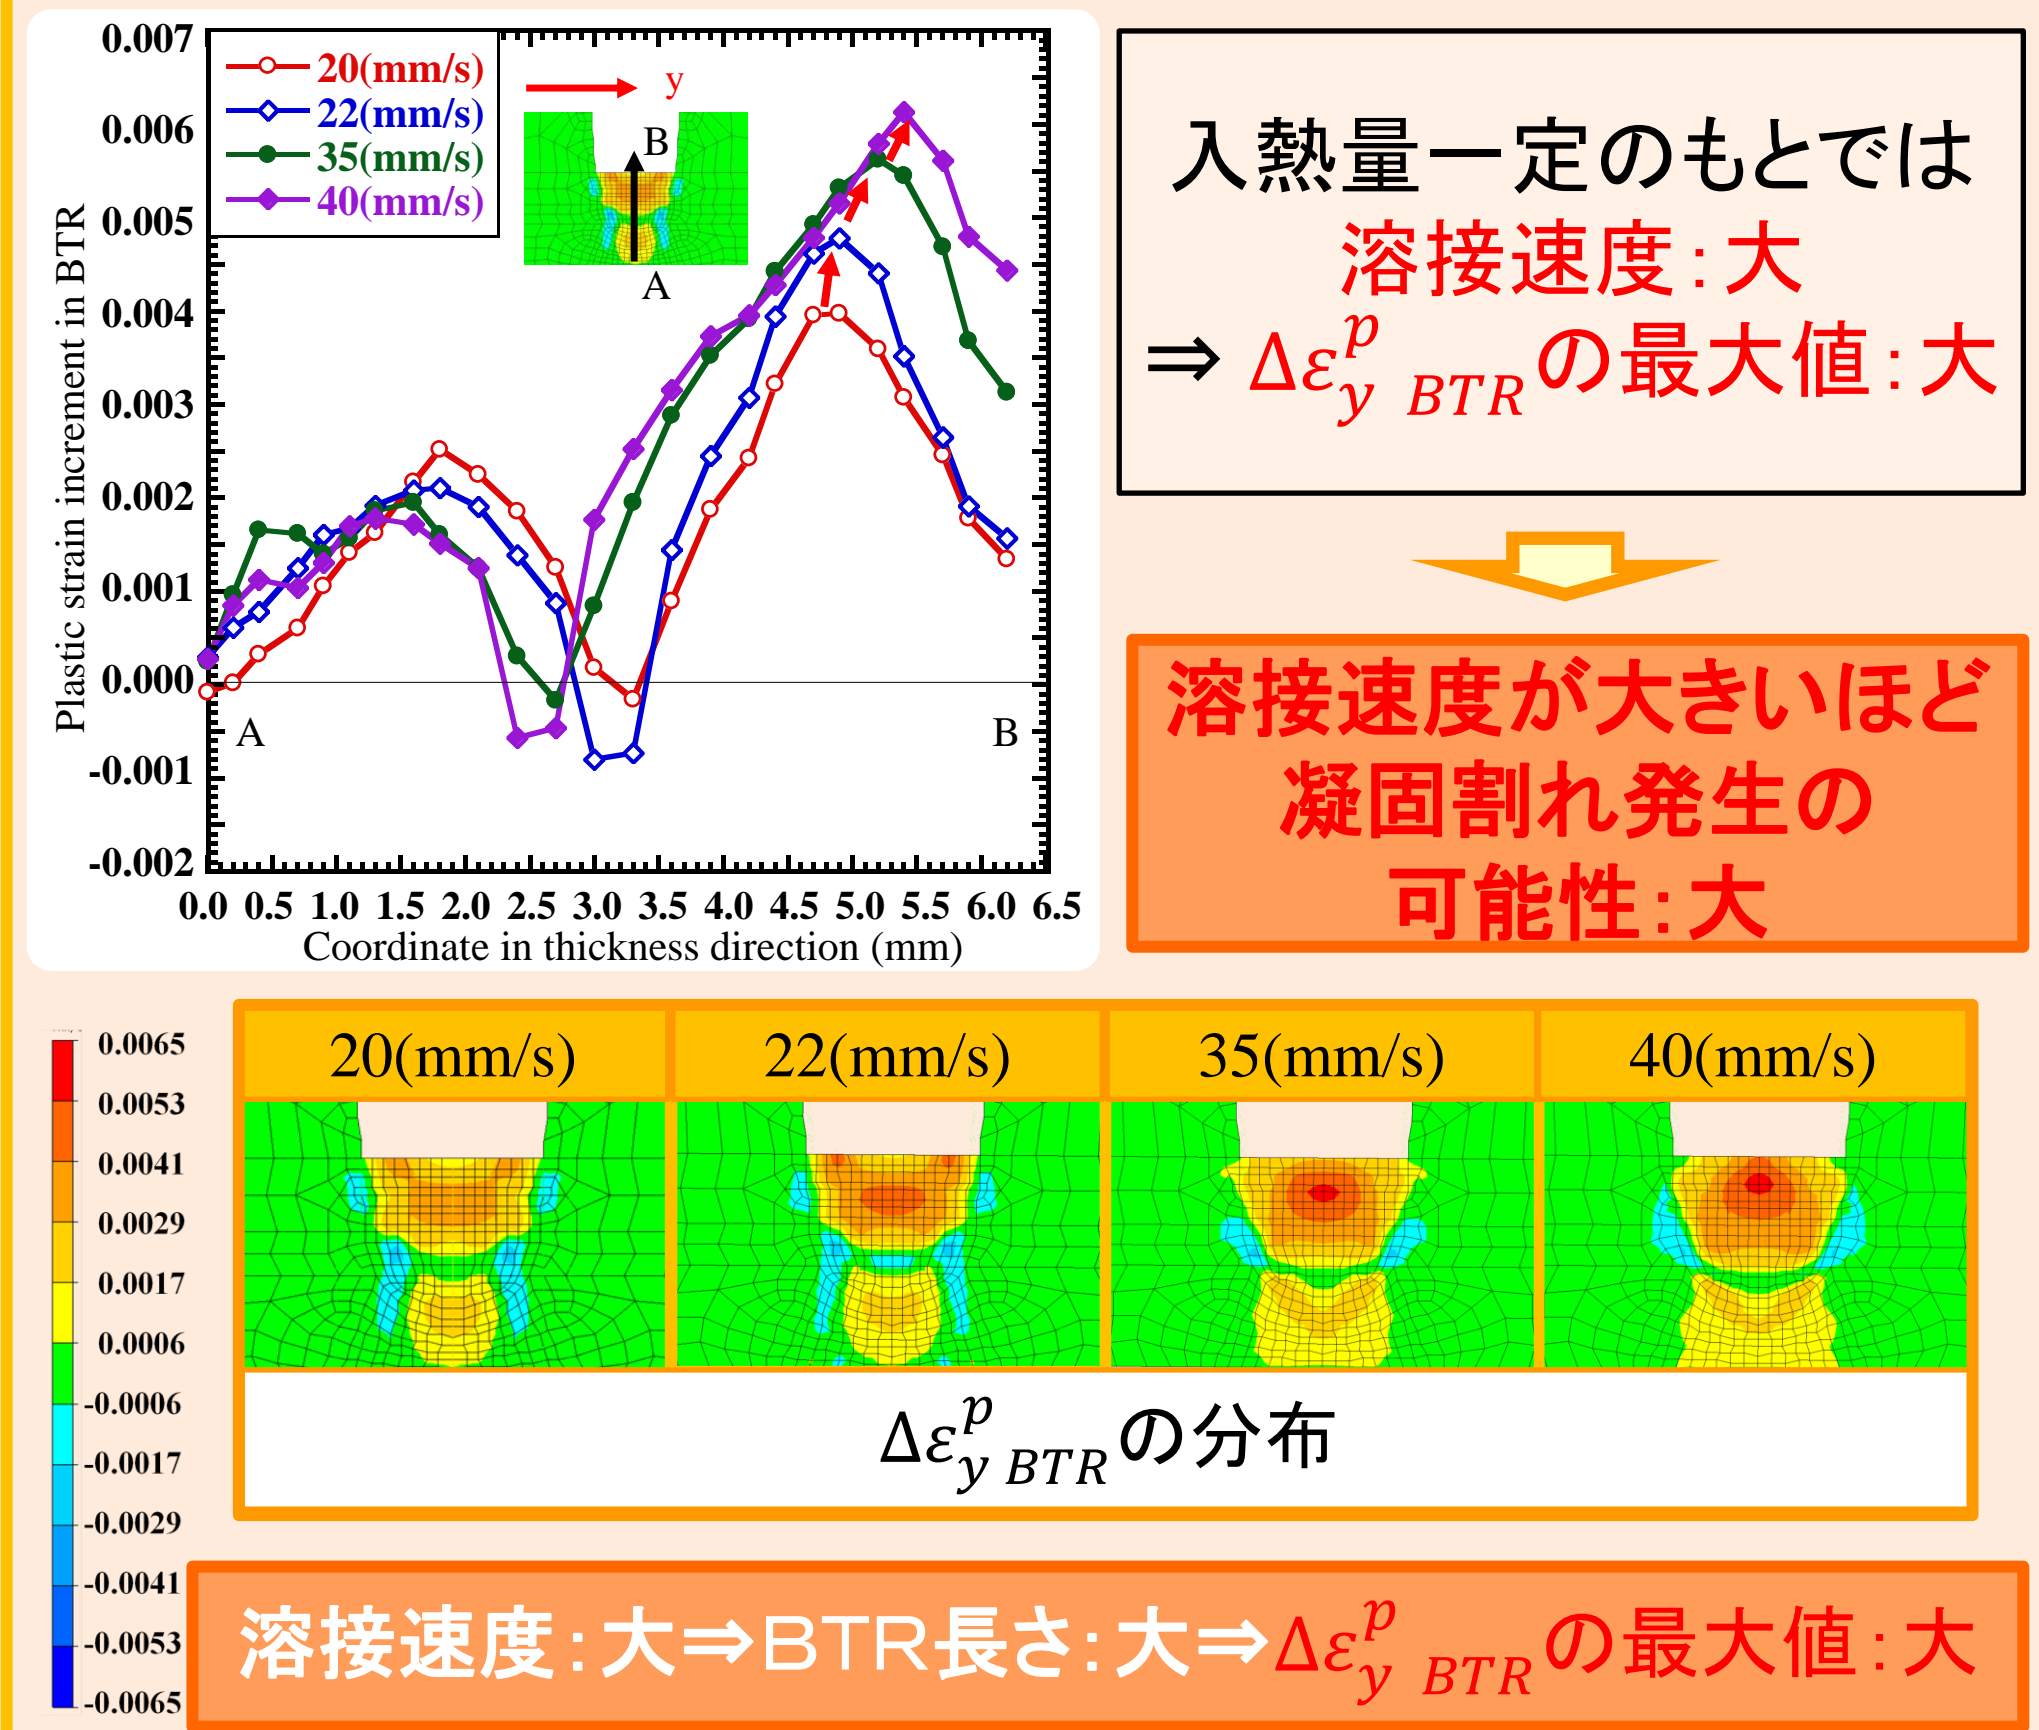 0.007
0.006
0.005
0.004
0.003
0.002
0.001
0.000
-0.001
-0.002
Plastic strain increment in BTR
20(mm/s)
22(mm/s)
35(mm/s)
40(mm/s)
y
B
A
A
B
0.0 0.5 1.0 1.5 2.0 2.5 3.0 3.5 4.0 4.5 5.0 5.5 6.0 6.5
Coordinate in thickness direction (mm)
入熱量一定のもとでは
溶接速度：大
⇒ Δε_y^p BTR の最大値：大
溶接速度が大きいほど
凝固割れ発生の
可能性：大
0.0065
0.0053
0.0041
0.0029
0.0017
0.0006
-0.0006
-0.0017
-0.0029
-0.0041
-0.0053
-0.0065
20(mm/s) 22(mm/s) 35(mm/s) 40(mm/s)
Δε_y^p BTR の分布
溶接速度：大⇒BTR長さ：大⇒Δε_y^p BTR の最大値：大